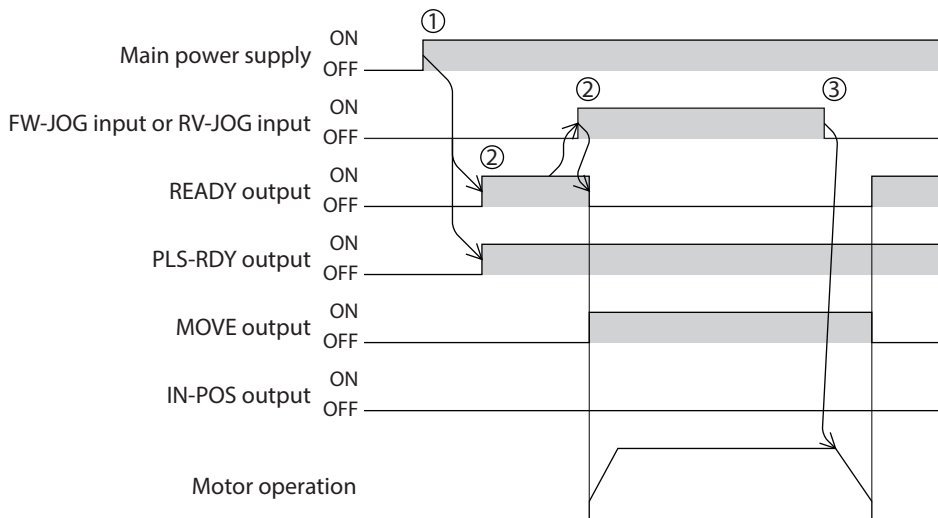 ①
ON
Main power supply
OFF
② ③
ON
FW-JOG input or RV-JOG input
OFF
②
ON
READY output
OFF
ON
PLS-RDY output
OFF
ON
MOVE output
OFF
ON
IN-POS output
OFF
Motor operation